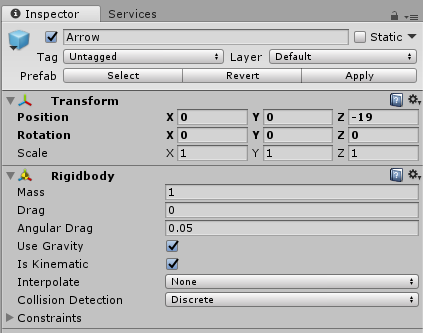 Inspector Services
Arrow Static
Tag Untagged Layer Default
Prefab Select Revert Apply
Transform
Position X 0 Y 0 Z -19
Rotation X 0 Y 0 Z 0
Scale X 1 Y 1 Z 1
Rigidbody
Mass 1
Drag 0
Angular Drag 0.05
Use Gravity
Is Kinematic
Interpolate None
Collision Detection Discrete
Constraints